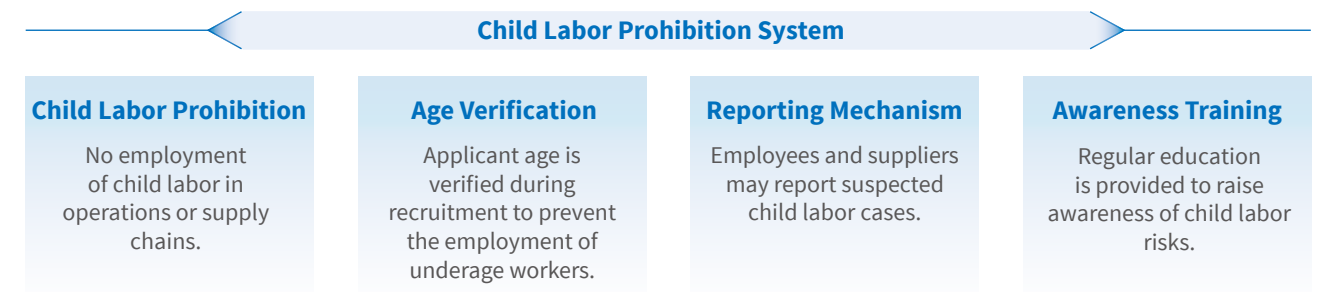 Child Labor Prohibition System
Child Labor Prohibition
No employment
of child labor in
operations or supply
chains.
Age Verification
Applicant age is
verified during
recruitment to prevent
the employment of
underage workers.
Reporting Mechanism
Employees and suppliers
may report suspected
child labor cases.
Awareness Training
Regular education
is provided to raise
awareness of child labor
risks.